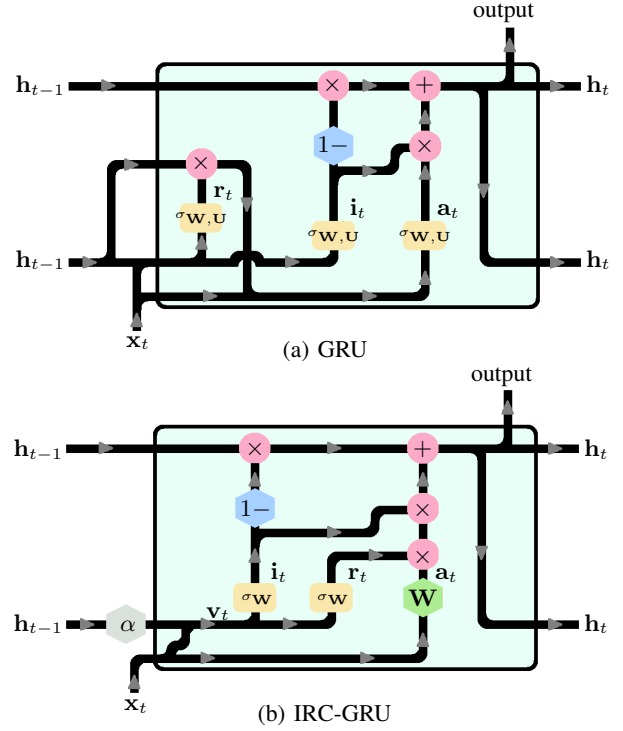 output
h_{t−1} × + h_t
1− ×
× r_t i_t a_t
σ_{W,U} σ_{W,U} σ_{W,U}
h_{t−1} h_t
x_t
(a) GRU
output
h_{t−1} × + h_t
1− ×
×
i_t r_t a_t
σ_W σ_W W
h_{t−1} α v_t h_t
x_t
(b) IRC-GRU